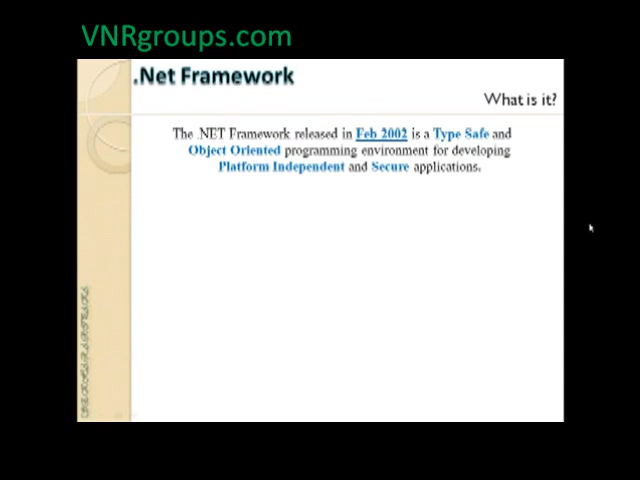 VNRgroups.com
.Net Framework
What is it?
The .NET Framework released in Feb 2002 is a Type Safe and
Object Oriented programming environment for developing
Platform Independent and Secure applications.